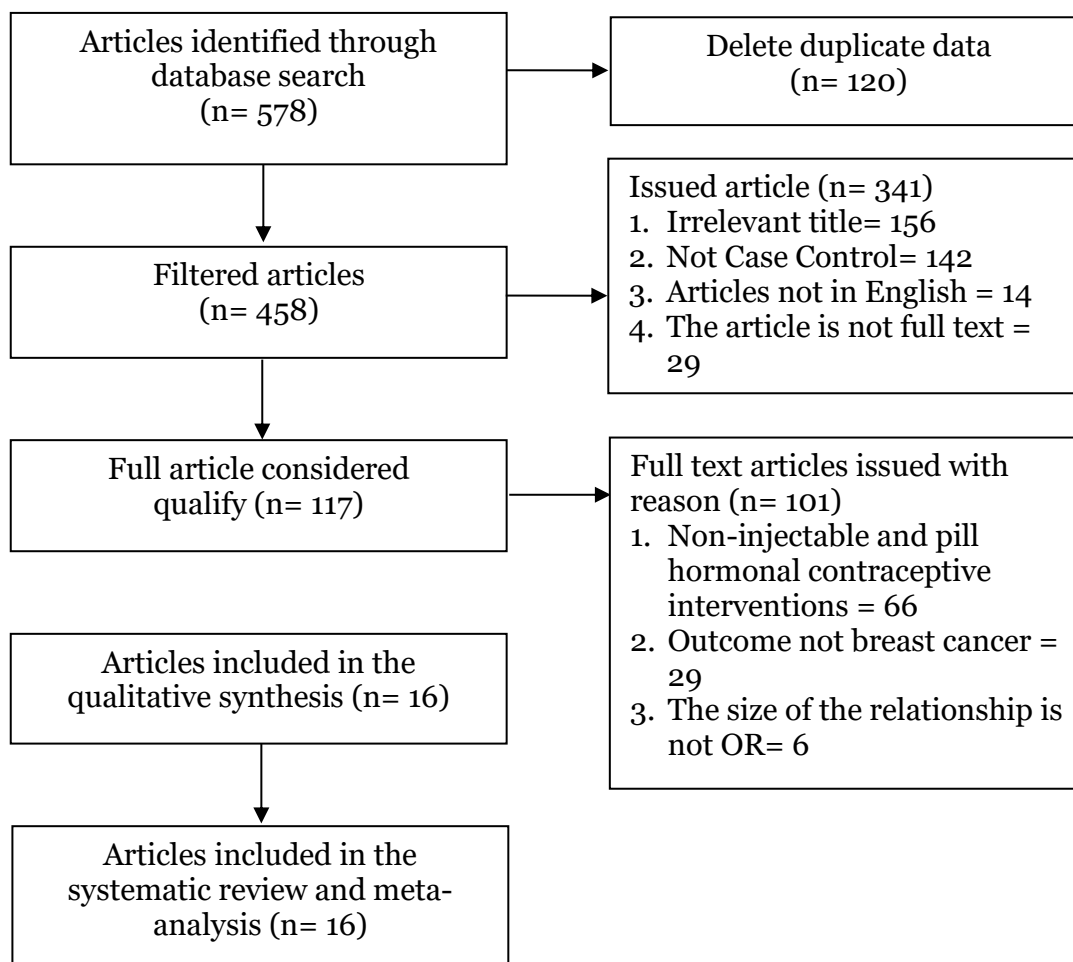 Articles identified through
database search
(n= 578)
Delete duplicate data
(n= 120)
Issued article (n= 341)
1. Irrelevant title= 156
2. Not Case Control= 142
3. Articles not in English = 14
4. The article is not full text =
29
Filtered articles
(n= 458)
Full article considered
qualify (n= 117)
Full text articles issued with
reason (n= 101)
1. Non-injectable and pill
hormonal contraceptive
interventions = 66
2. Outcome not breast cancer =
29
3. The size of the relationship is
not OR= 6
Articles included in the
qualitative synthesis (n= 16)
Articles included in the
systematic review and meta-
analysis (n= 16)